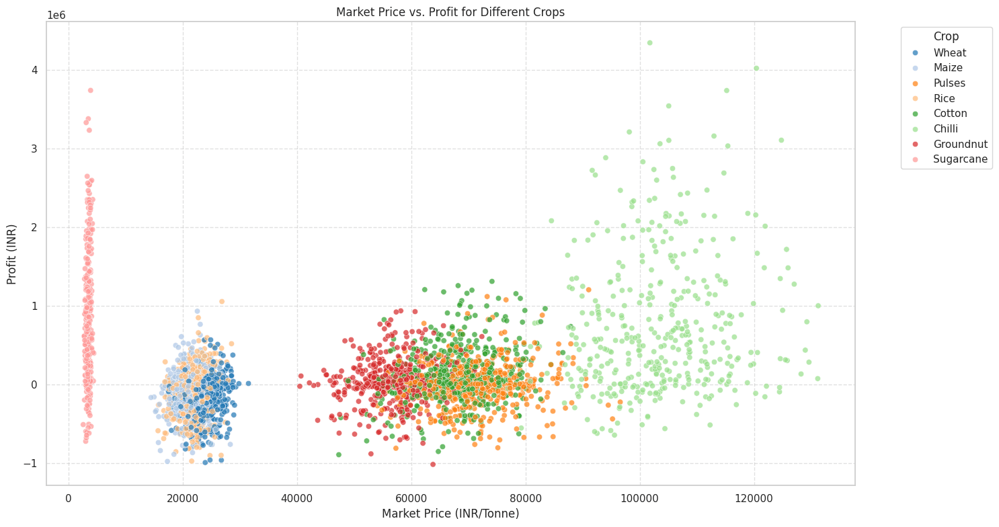 Market Price vs. Profit for Different Crops
1e6
4
3
2
1
0
−1
Profit (INR)
0
20000
40000
60000
80000
100000
120000
Market Price (INR/Tonne)
Crop
Wheat
Maize
Pulses
Rice
Cotton
Chilli
Groundnut
Sugarcane